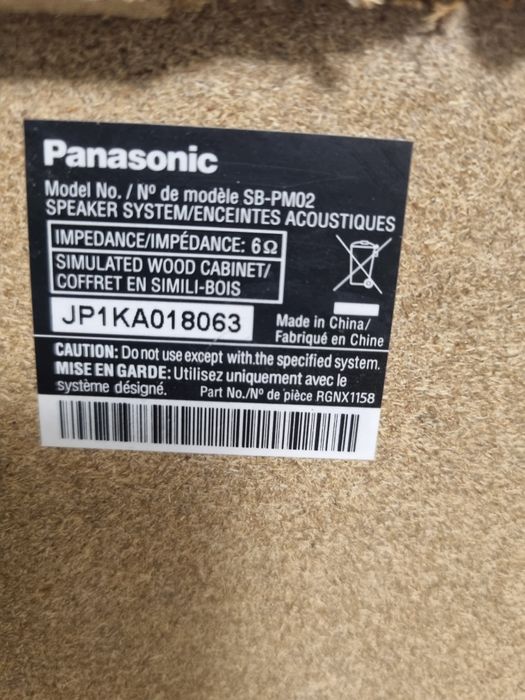 Panasonic
Model No. / Nº de modèle SB-PM02
SPEAKER SYSTEM/ENCEINTES ACOUSTIQUES
IMPEDANCE/IMPÉDANCE: 6Ω
SIMULATED WOOD CABINET/
COFFRET EN SIMILI-BOIS
JP1KA018063
Made in China/
Fabriqué en Chine
CAUTION: Do not use except with.the specified system.
MISE EN GARDE: Utilisez uniquement avec le
système désigné.
Part No./Nº de pièce RGNX1158